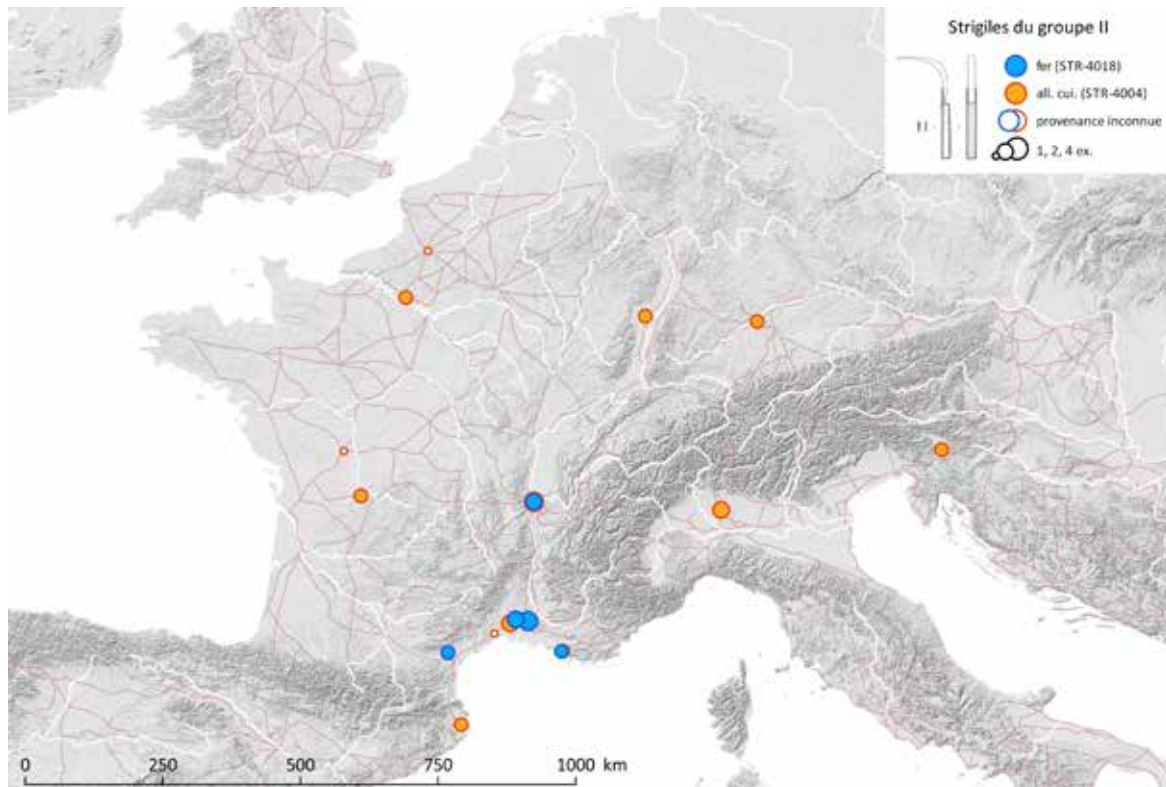 Strigiles du groupe II
fer (STR-4018)
all. cui. (STR-4004)
II
provenance inconnue
1, 2, 4 ex.
0 250 500 750 1000 km